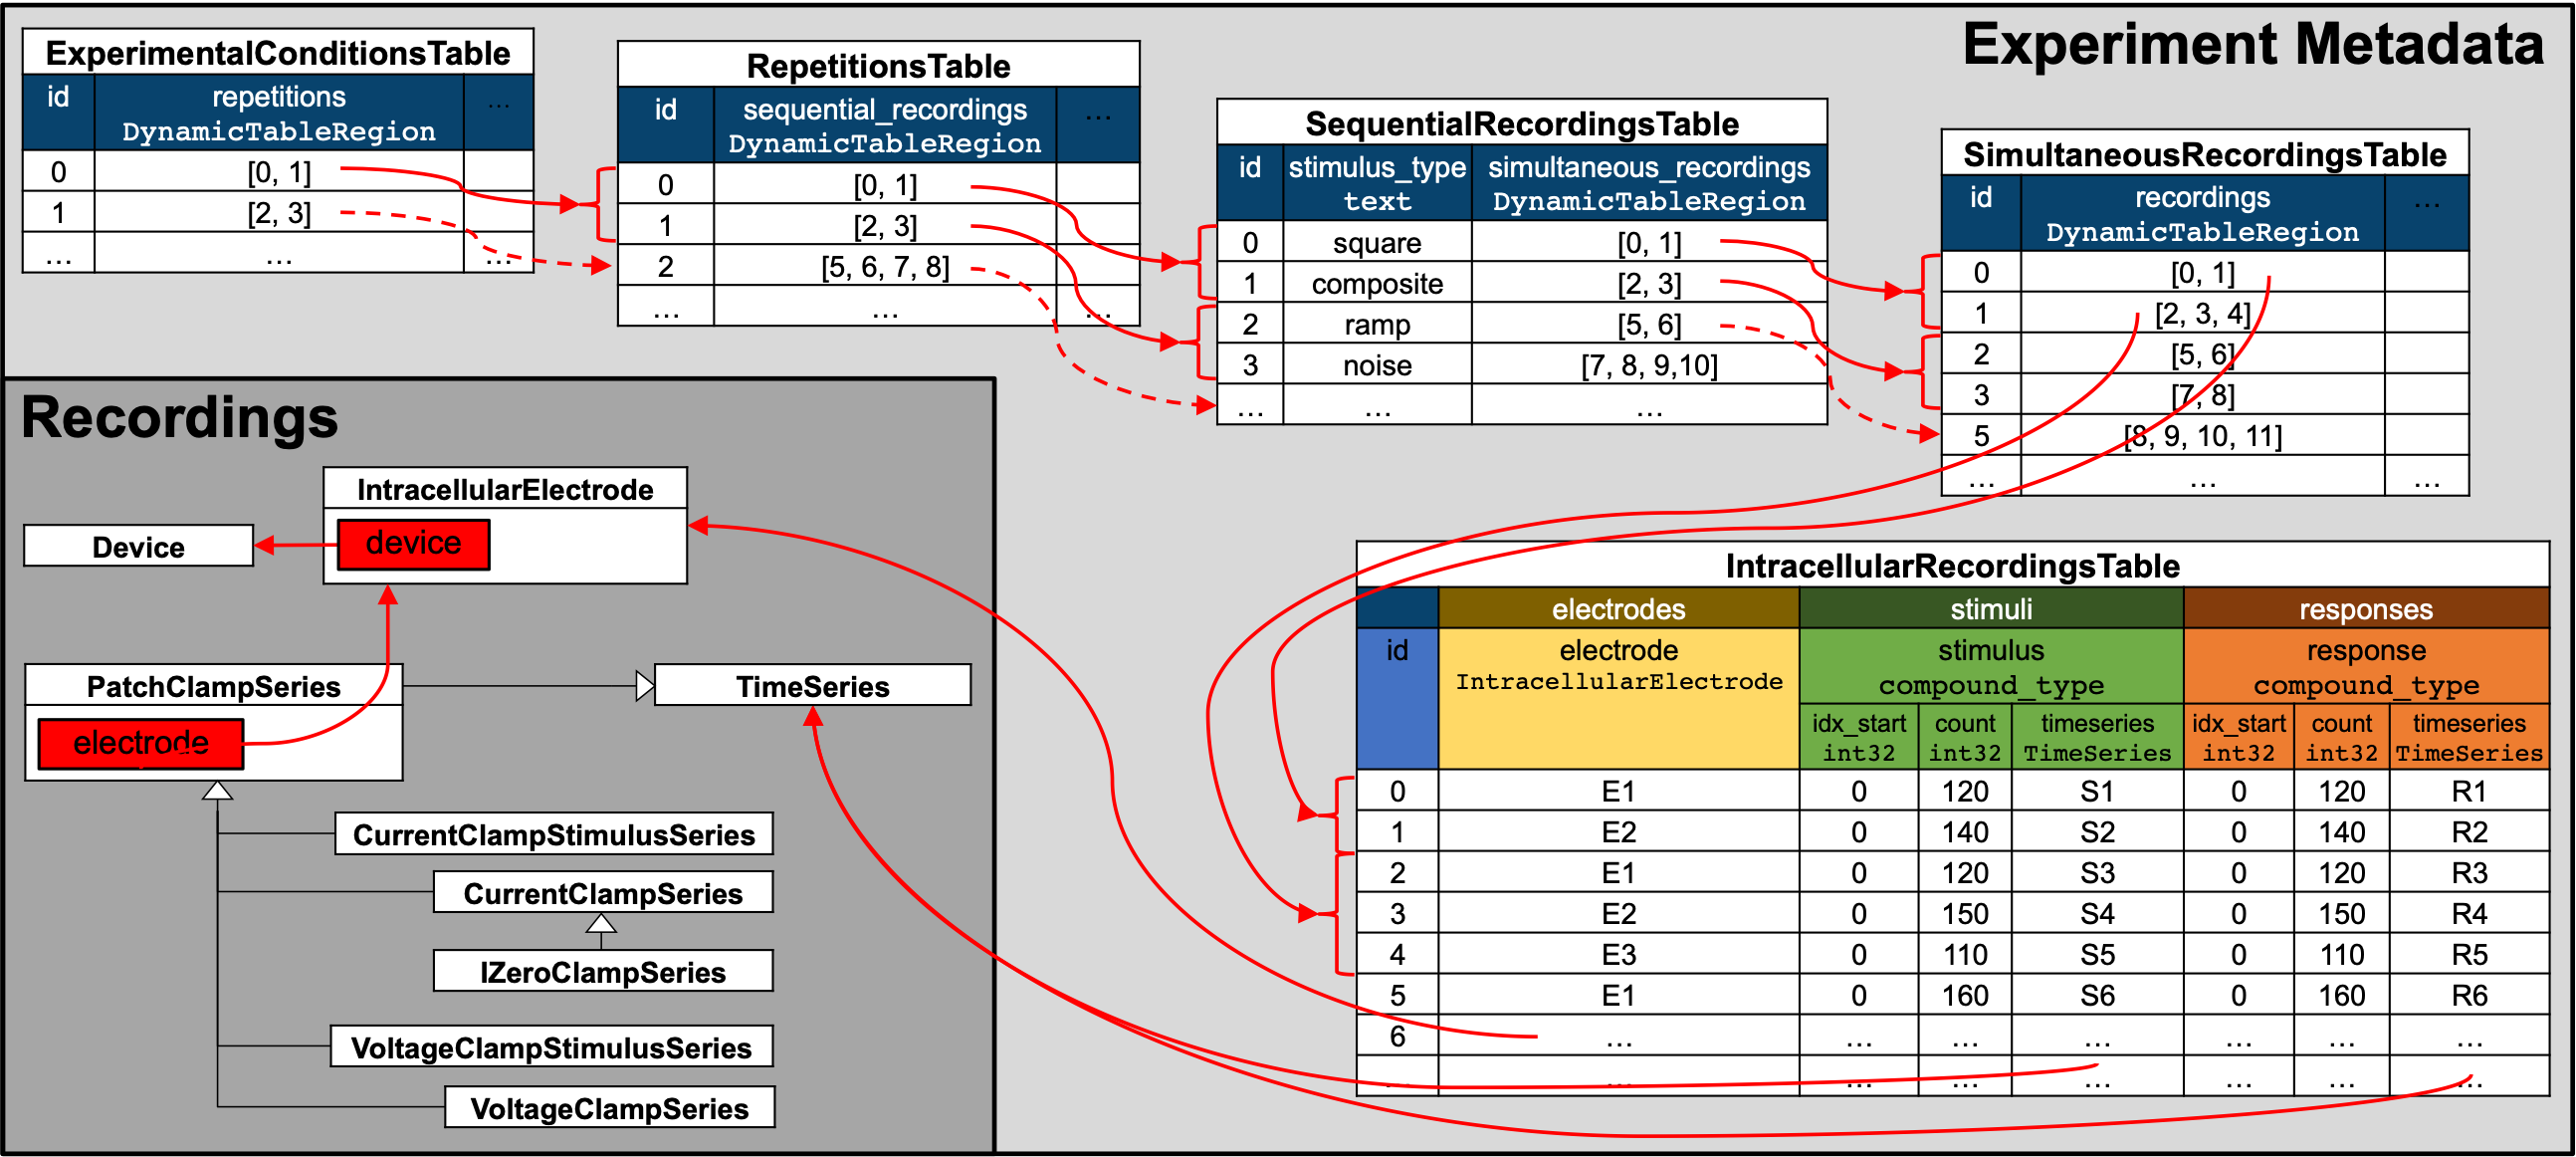 Experiment Metadata
ExperimentalConditionsTable
id repetitions ...
DynamicTableRegion
0 [0, 1]
1 [2, 3]
... ... ...
RepetitionsTable
id sequential_recordings ...
DynamicTableRegion
0 [0, 1]
1 [2, 3]
2 [5, 6, 7, 8]
... ... ...
SequentialRecordingsTable
id stimulus_type simultaneous_recordings
text DynamicTableRegion
0 square [0, 1]
1 composite [2, 3]
2 ramp [5, 6]
3 noise [7, 8, 9,10]
... ... ...
SimultaneousRecordingsTable
id recordings ...
DynamicTableRegion
0 [0, 1]
1 [2, 3, 4]
2 [5, 6]
3 [7, 8]
5 [8, 9, 10, 11]
... ... ...
Recordings
IntracellularElectrode
device
Device
PatchClampSeries
electrode
TimeSeries
CurrentClampStimulusSeries
CurrentClampSeries
IZeroClampSeries
VoltageClampStimulusSeries
VoltageClampSeries
IntracellularRecordingsTable
electrodes stimuli responses
id electrode stimulus response
IntracellularElectrode compound_type compound_type
idx_start count timeseries idx_start count timeseries
int32 int32 TimeSeries int32 int32 TimeSeries
0 E1 0 120 S1 0 120 R1
1 E2 0 140 S2 0 140 R2
2 E1 0 120 S3 0 120 R3
3 E2 0 150 S4 0 150 R4
4 E3 0 110 S5 0 110 R5
5 E1 0 160 S6 0 160 R6
6 ... ... ... ... ... ... ...
... ... ... ... ... ... ... ...